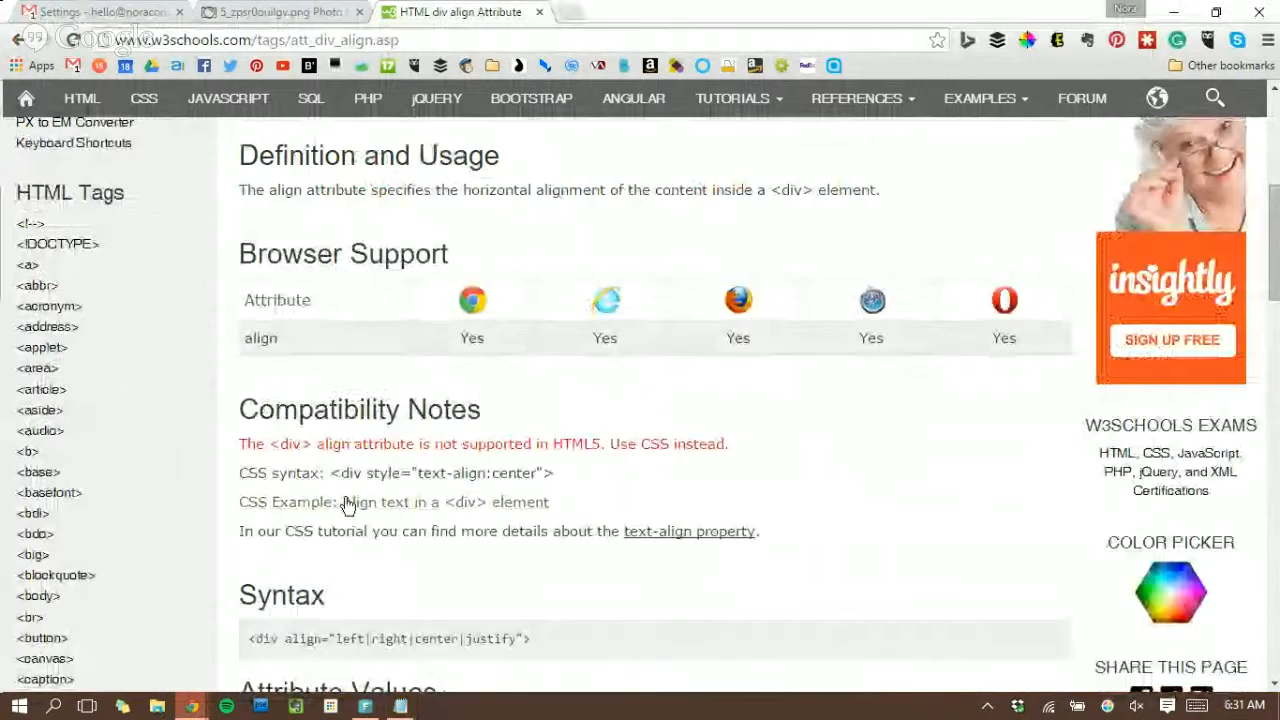 Settings - hello@noracon
5_zpsr0ouilgv.png Photo
HTML div align Attribute
Nora
Google
www.w3schools.com/tags/att_div_align.asp
Apps
Other bookmarks
HTML
CSS
JAVASCRIPT
SQL
PHP
jQUERY
BOOTSTRAP
ANGULAR
TUTORIALS
REFERENCES
EXAMPLES
FORUM
PX to EM Converter
Keyboard Shortcuts
HTML Tags
<!-->
<!DOCTYPE>
<a>
<abbr>
<acronym>
<address>
<applet>
<area>
<article>
<aside>
<audio>
<b>
<base>
<basefont>
<bdi>
<bdo>
<big>
<blockquote>
<body>
<br>
<button>
<canvas>
<caption>
Definition and Usage
The align attribute specifies the horizontal alignment of the content inside a <div> element.
Browser Support
Attribute
align Yes Yes Yes Yes Yes
Compatibility Notes
The <div> align attribute is not supported in HTML5. Use CSS instead.
CSS syntax: <div style="text-align:center">
CSS Example: Align text in a <div> element
In our CSS tutorial you can find more details about the text-align property.
Syntax
<div align="left|right|center|justify">
Attribute Values
insightly
SIGN UP FREE
W3SCHOOLS EXAMS
HTML, CSS, JavaScript,
PHP, jQuery, and XML
Certifications
COLOR PICKER
SHARE THIS PAGE
6:31 AM